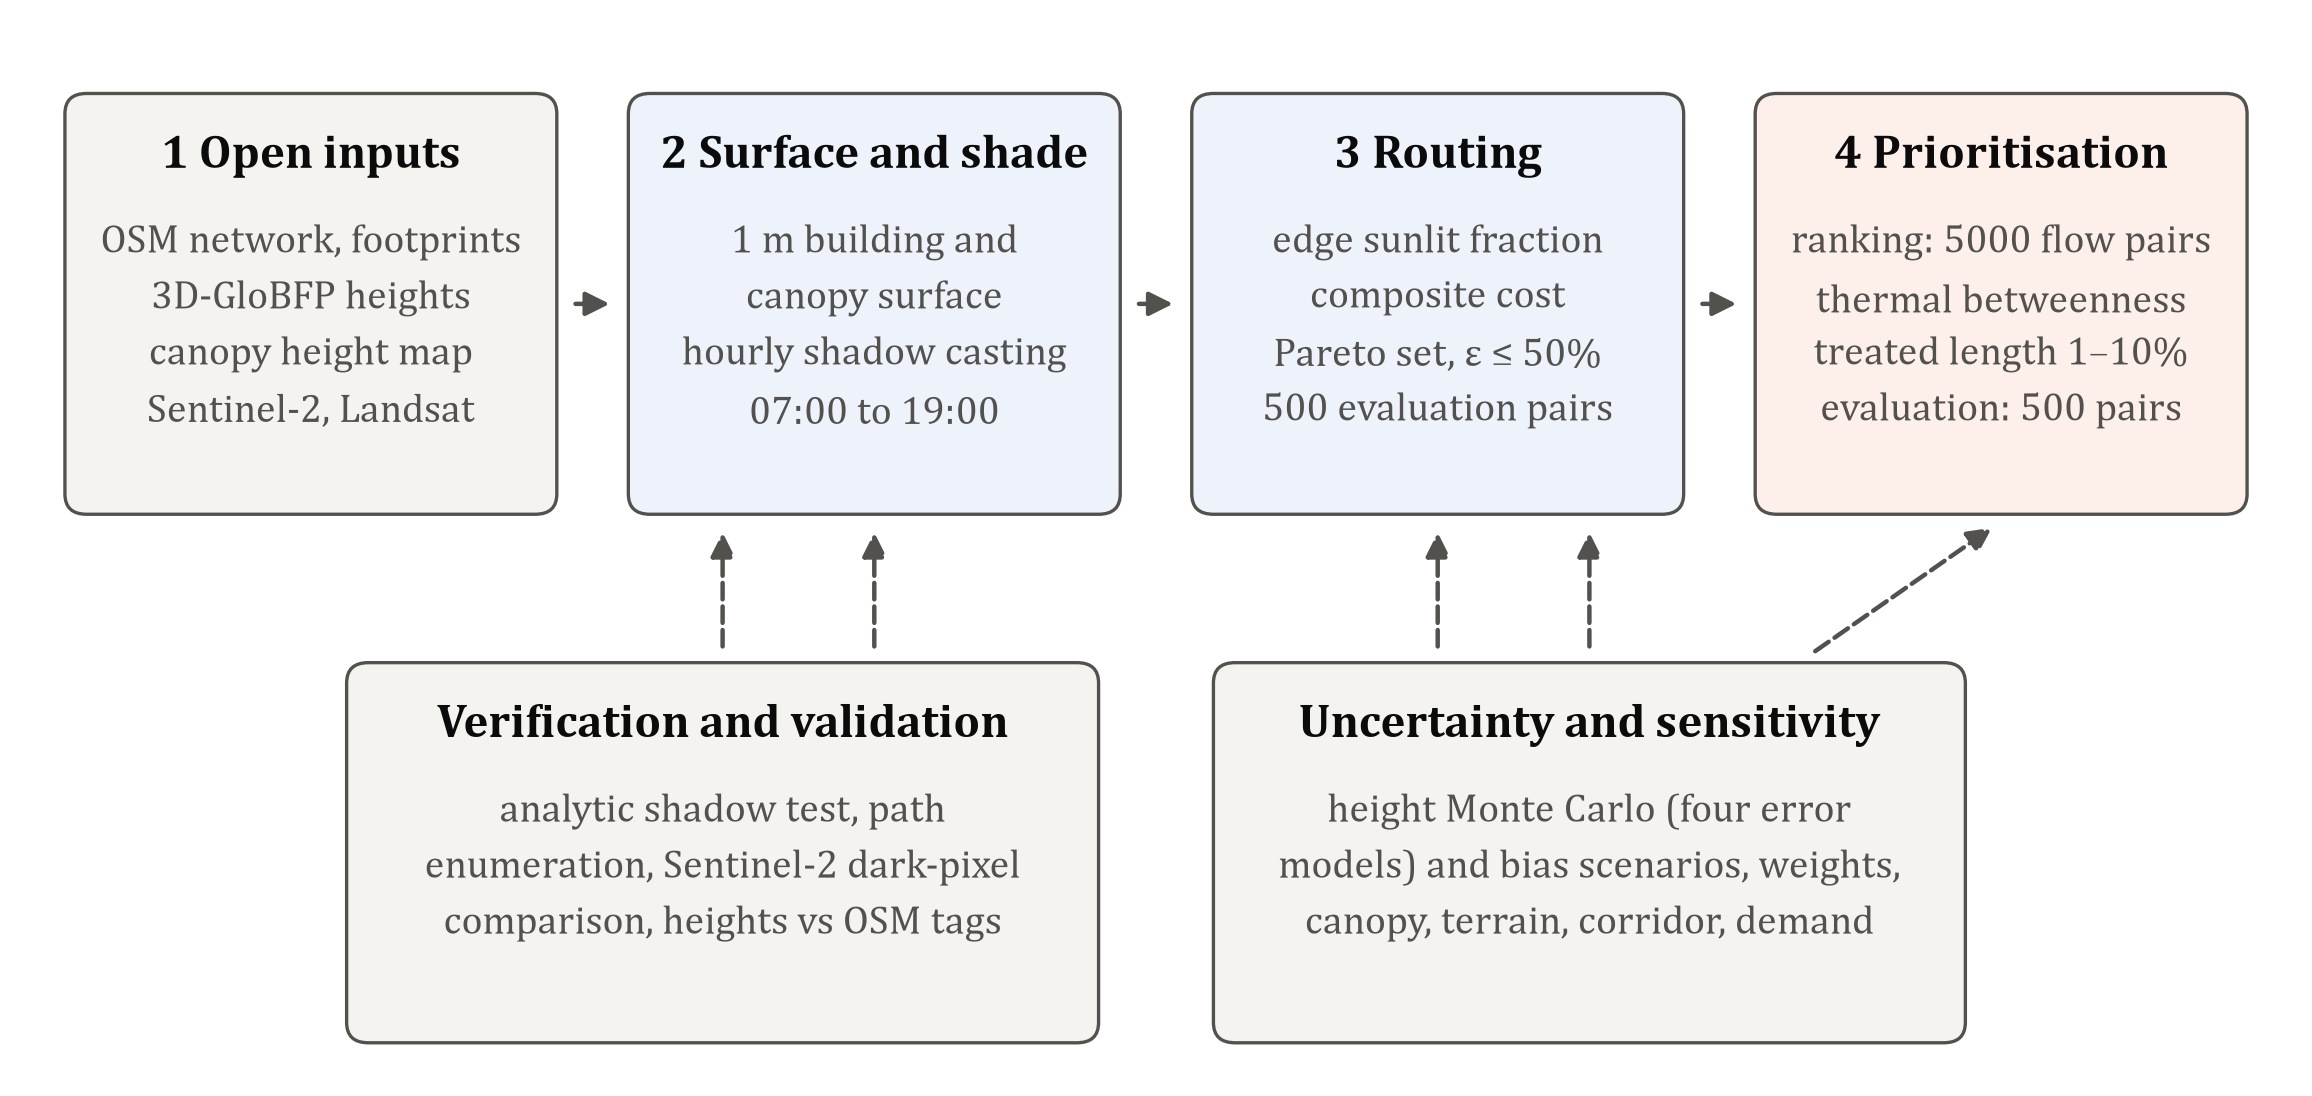 1 Open inputs
OSM network, footprints
3D-GloBFP heights
canopy height map
Sentinel-2, Landsat
2 Surface and shade
1 m building and
canopy surface
hourly shadow casting
07:00 to 19:00
3 Routing
edge sunlit fraction
composite cost
Pareto set, ε ≤ 50%
500 evaluation pairs
4 Prioritisation
ranking: 5000 flow pairs
thermal betweenness
treated length 1–10%
evaluation: 500 pairs
Verification and validation
analytic shadow test, path
enumeration, Sentinel-2 dark-pixel
comparison, heights vs OSM tags
Uncertainty and sensitivity
height Monte Carlo (four error
models) and bias scenarios, weights,
canopy, terrain, corridor, demand